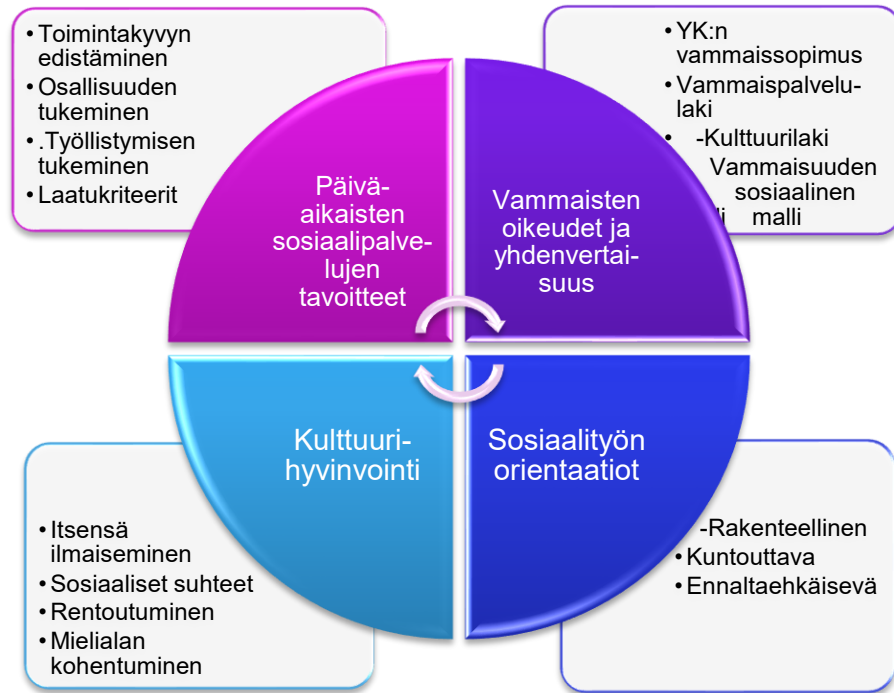 • Toimintakyvyn
edistäminen
• Osallisuuden
tukeminen
• .Työllistymisen
tukeminen
• Laatukriteerit
• YK:n
vammaissopimus
• Vammaispalvelu-
laki
• -Kulttuurilaki
Vammaisuuden
sosiaalinen
li malli
Päivä-
aikaisten
sosiaalipalve-
lujen
tavoitteet
Vammaisten
oikeudet ja
yhdenvertai-
suus
Kulttuuri-
hyvinvointi
Sosiaalityön
orientaatiot
• Itsensä
ilmaiseminen
• Sosiaaliset suhteet
• Rentoutuminen
• Mielialan
kohentuminen
-Rakenteellinen
• Kuntouttava
• Ennaltaehkäisevä